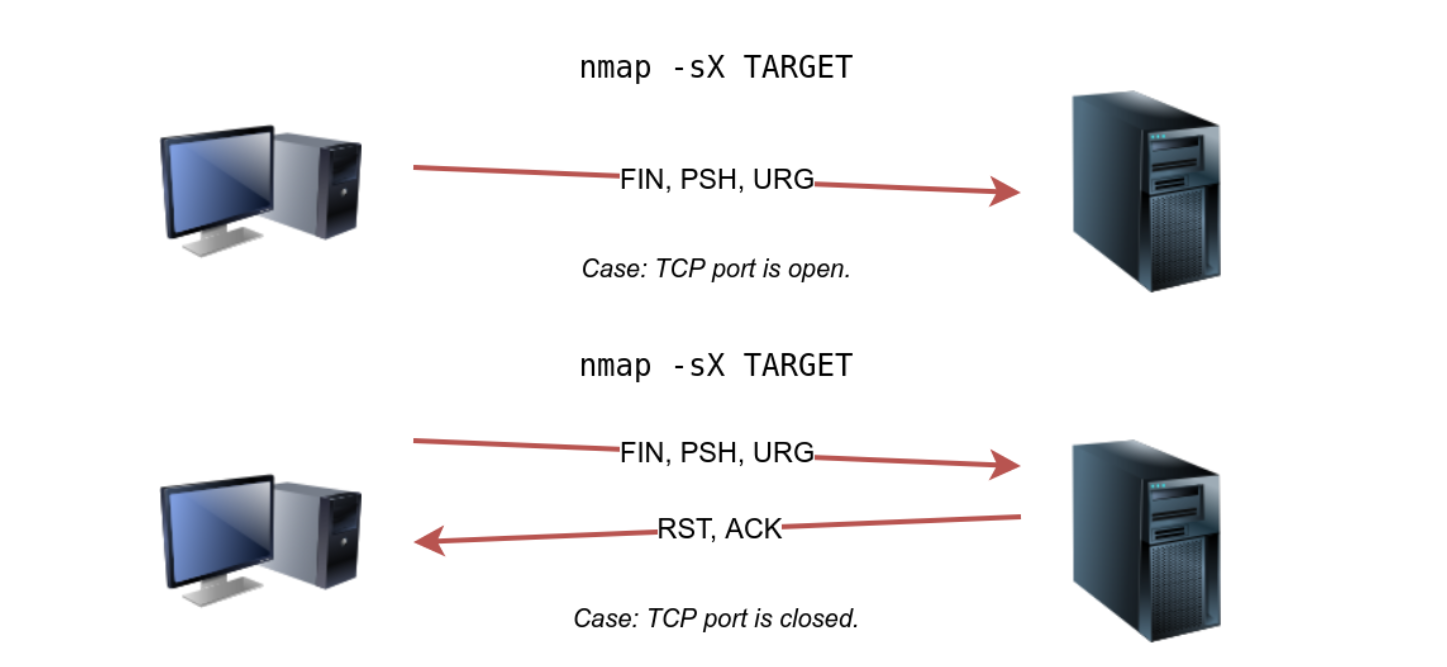 nmap -sX TARGET
FIN, PSH, URG
Case: TCP port is open.
nmap -sX TARGET
FIN, PSH, URG
RST, ACK
Case: TCP port is closed.